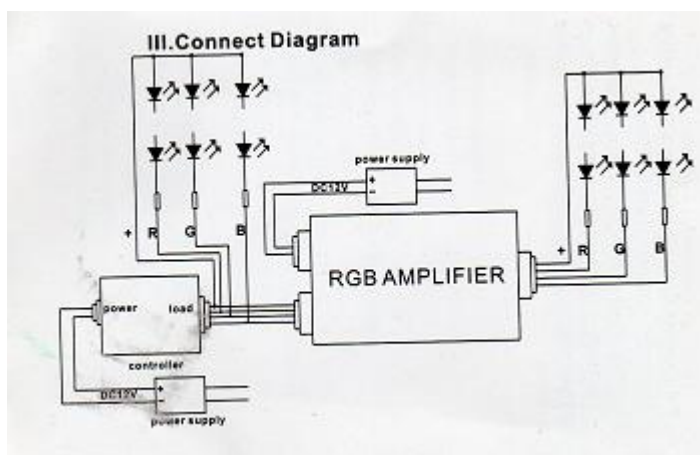 III.Connect Diagram
power supply
+
DC12V
−
+ R G B
+ R G B
RGB AMPLIFIER
power load
controller
+
DC12V
−
power supply